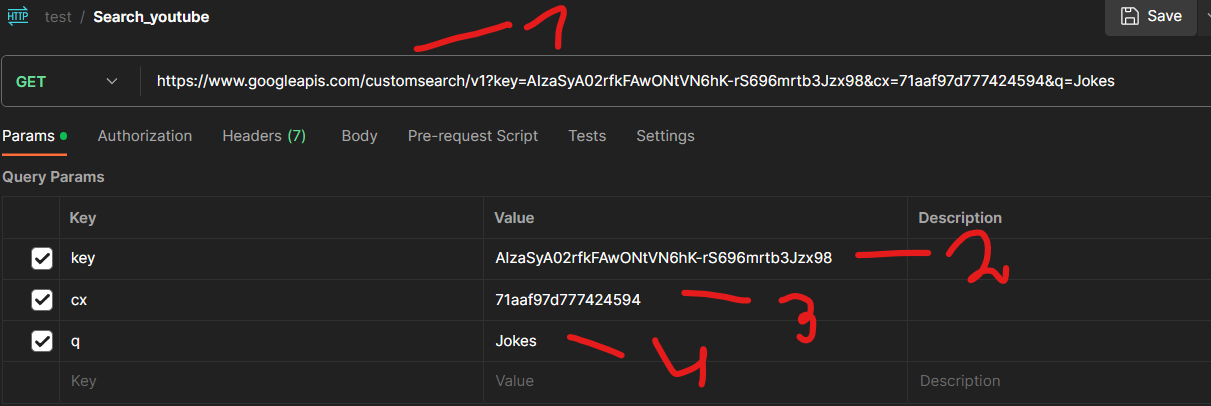 HTTP test / Search_youtube Save
1
GET https://www.googleapis.com/customsearch/v1?key=AIzaSyA02rfkFAwONtVN6hK-rS696mrtb3Jzx98&cx=71aaf97d777424594&q=Jokes
Params Authorization Headers (7) Body Pre-request Script Tests Settings
Query Params
Key Value Description
key AIzaSyA02rfkFAwONtVN6hK-rS696mrtb3Jzx98 2
cx 71aaf97d777424594 3
q Jokes 4
Key Value Description